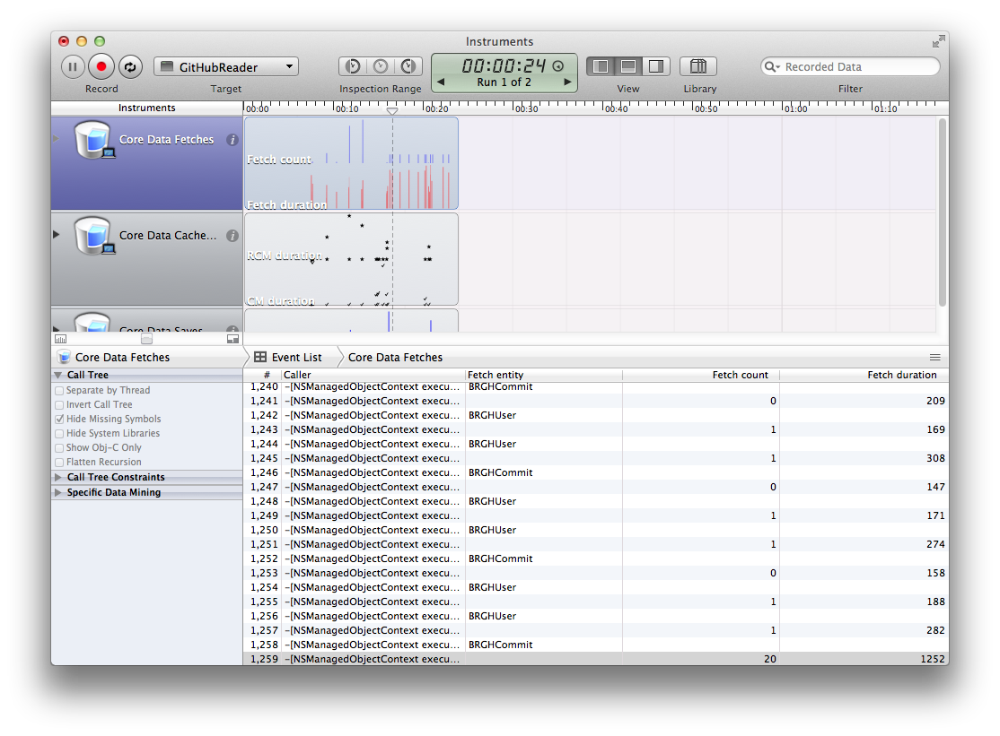 Instruments
GitHubReader
00:00:24
Run 1 of 2
Recorded Data
Record
Target
Inspection Range
View
Library
Filter
Instruments
00:00 00:10 00:20 00:30 00:40 00:50 01:00 01:10
Core Data Fetches
Fetch count
Fetch duration
Core Data Cache...
RCM duration
CM duration
Core Data Saves
Core Data Fetches
Event List
Core Data Fetches
Call Tree
Separate by Thread
Invert Call Tree
Hide Missing Symbols
Hide System Libraries
Show Obj-C Only
Flatten Recursion
Call Tree Constraints
Specific Data Mining
# Caller Fetch entity Fetch count Fetch duration
1,240 -[NSManagedObjectContext execu... BRGHCommit
1,241 -[NSManagedObjectContext execu... 0 209
1,242 -[NSManagedObjectContext execu... BRGHUser
1,243 -[NSManagedObjectContext execu... 1 169
1,244 -[NSManagedObjectContext execu... BRGHUser
1,245 -[NSManagedObjectContext execu... 1 308
1,246 -[NSManagedObjectContext execu... BRGHCommit
1,247 -[NSManagedObjectContext execu... 0 147
1,248 -[NSManagedObjectContext execu... BRGHUser
1,249 -[NSManagedObjectContext execu... 1 171
1,250 -[NSManagedObjectContext execu... BRGHUser
1,251 -[NSManagedObjectContext execu... 1 274
1,252 -[NSManagedObjectContext execu... BRGHCommit
1,253 -[NSManagedObjectContext execu... 0 158
1,254 -[NSManagedObjectContext execu... BRGHUser
1,255 -[NSManagedObjectContext execu... 1 188
1,256 -[NSManagedObjectContext execu... BRGHUser
1,257 -[NSManagedObjectContext execu... 1 282
1,258 -[NSManagedObjectContext execu... BRGHCommit
1,259 -[NSManagedObjectContext execu... 20 1252